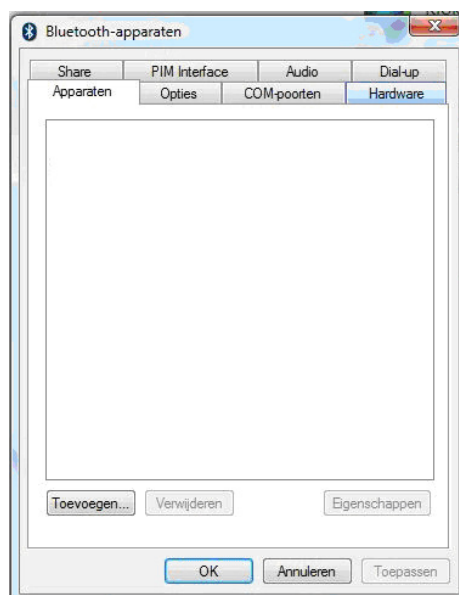 Bluetooth-apparaten
Share PIM Interface Audio Dial-up
Apparaten Opties COM-poorten Hardware
Toevoegen... Verwijderen Eigenschappen
OK Annuleren Toepassen